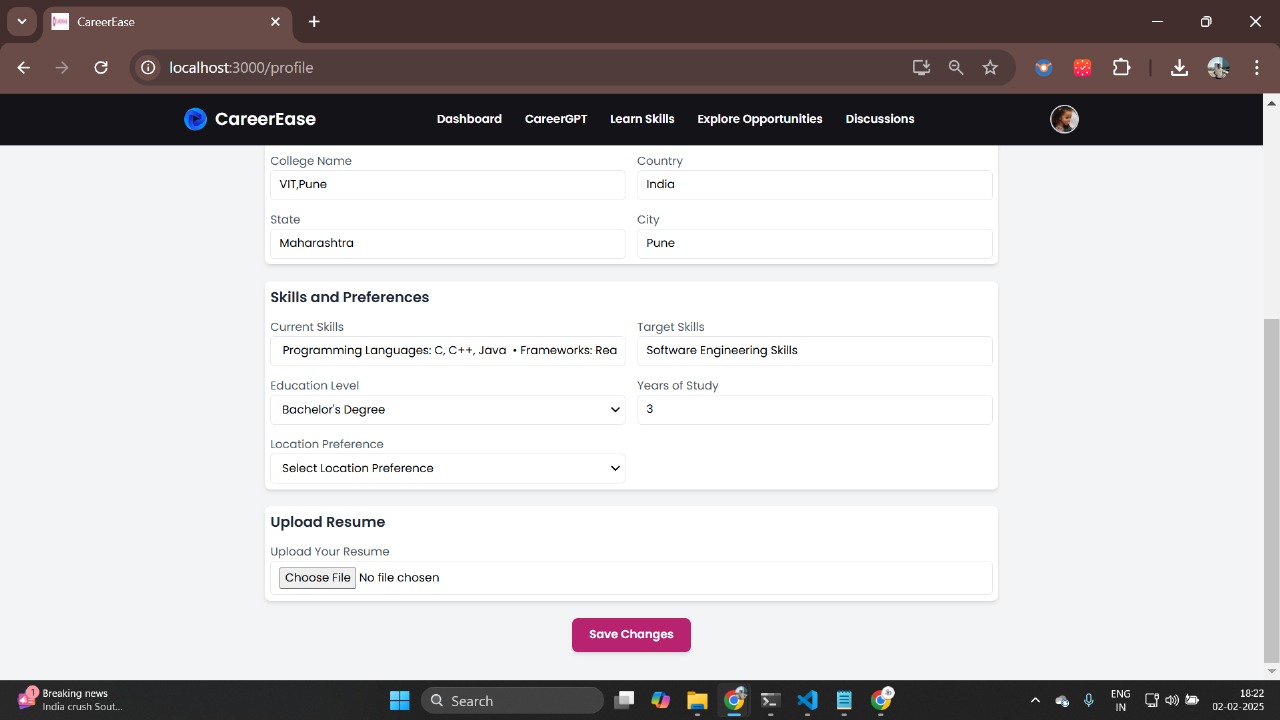 CareerEase
localhost:3000/profile
CareerEase
Dashboard
CareerGPT
Learn Skills
Explore Opportunities
Discussions
College Name
Country
VIT,Pune
India
State
City
Maharashtra
Pune
Skills and Preferences
Current Skills
Target Skills
Programming Languages: C, C++, Java • Frameworks: Rea
Software Engineering Skills
Education Level
Years of Study
Bachelor's Degree
3
Location Preference
Select Location Preference
Upload Resume
Upload Your Resume
Choose File No file chosen
Save Changes
1
Breaking news
India crush Sout...
Search
ENG
IN
18:22
02-02-2025